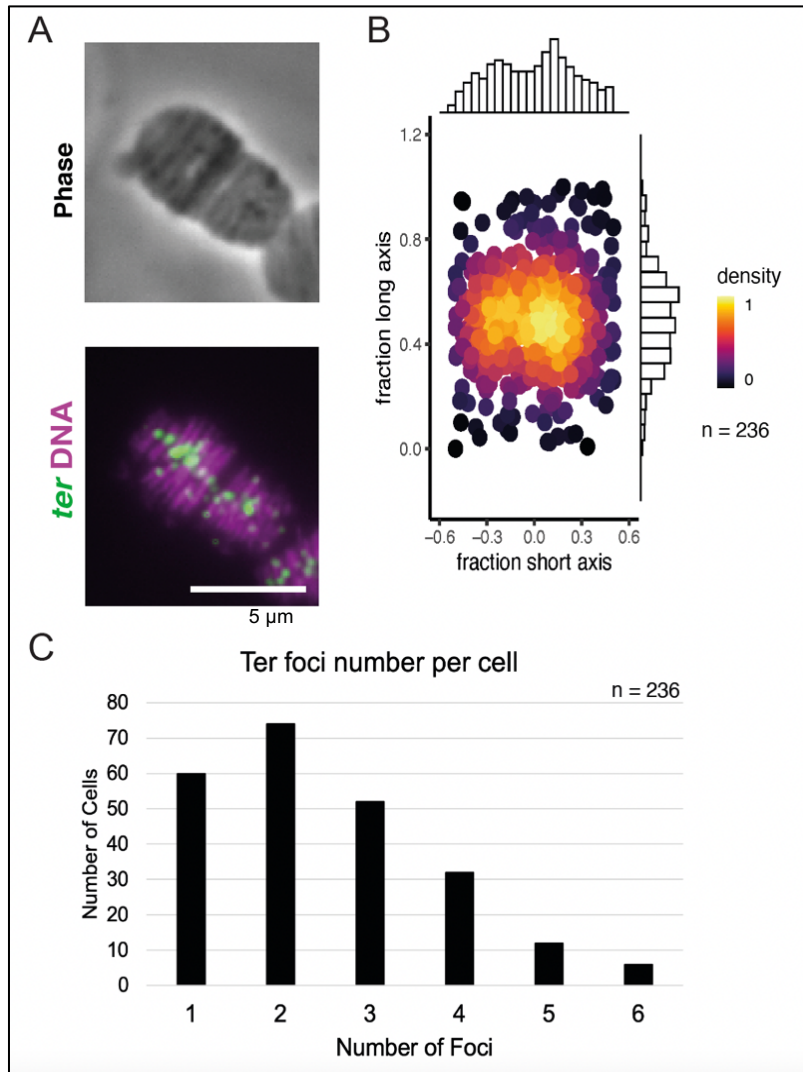 A
Phase
ter DNA
5 µm
B
1.2
0.8
0.4
0.0
fraction long axis
−0.6 −0.3 0.0 0.3 0.6
fraction short axis
density
1
0
n = 236
C
Ter foci number per cell
n = 236
80
70
60
50
40
30
20
10
0
Number of Cells
1 2 3 4 5 6
Number of Foci